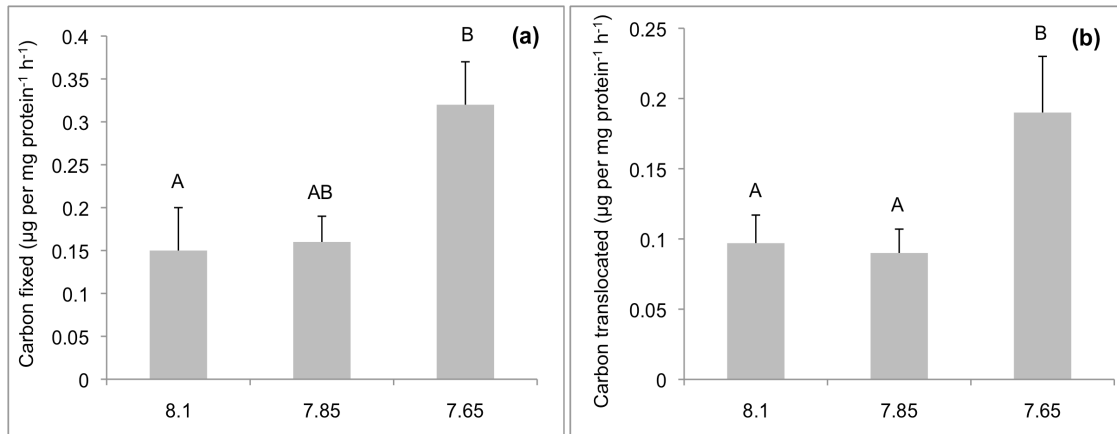 Carbon fixed (µg per mg protein⁻¹ h⁻¹)
0.4
0.35
0.3
0.25
0.2
0.15
0.1
0.05
0
A
AB
B
(a)
8.1 7.85 7.65
Carbon translocated (µg per mg protein⁻¹ h⁻¹)
0.25
0.2
0.15
0.1
0.05
0
A
A
B
(b)
8.1 7.85 7.65